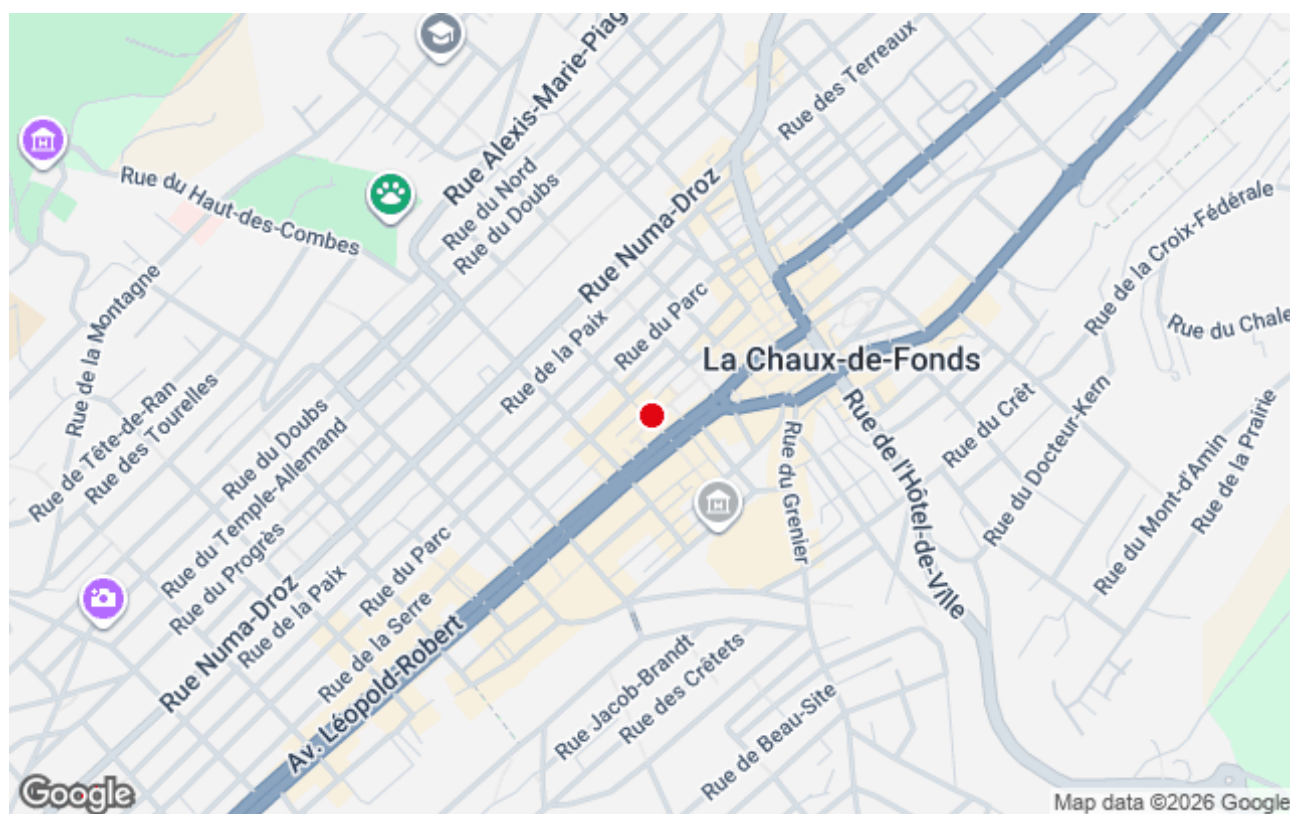 Rue Alexis-Marie-Piag
Rue des Terreaux
Rue du Haut-des-Combes
Rue du Nord
Rue du Doubs
Rue Numa-Droz
Rue de la Croix-Fédérale
Rue de la Montagne
Rue du Parc
Rue de la Paix
Rue du Chale
La Chaux-de-Fonds
Rue de Tête-de-Ran
Rue des Tourelles
Rue du Doubs
Rue du Temple-Allemand
Rue du Progrès
Rue du Crêt
Rue du Docteur-Kern
Rue de l'Hôtel-de-Ville
Rue du Grenier
Rue du Mont-d'Amin
Rue de la Prairie
Rue du Parc
Rue de la Paix
Rue Numa-Droz
Rue de la Serre
Av. Léopold-Robert
Rue Jacob-Brandt
Rue des Crêtets
Rue de Beau-Site
Google
Map data ©2026 Google